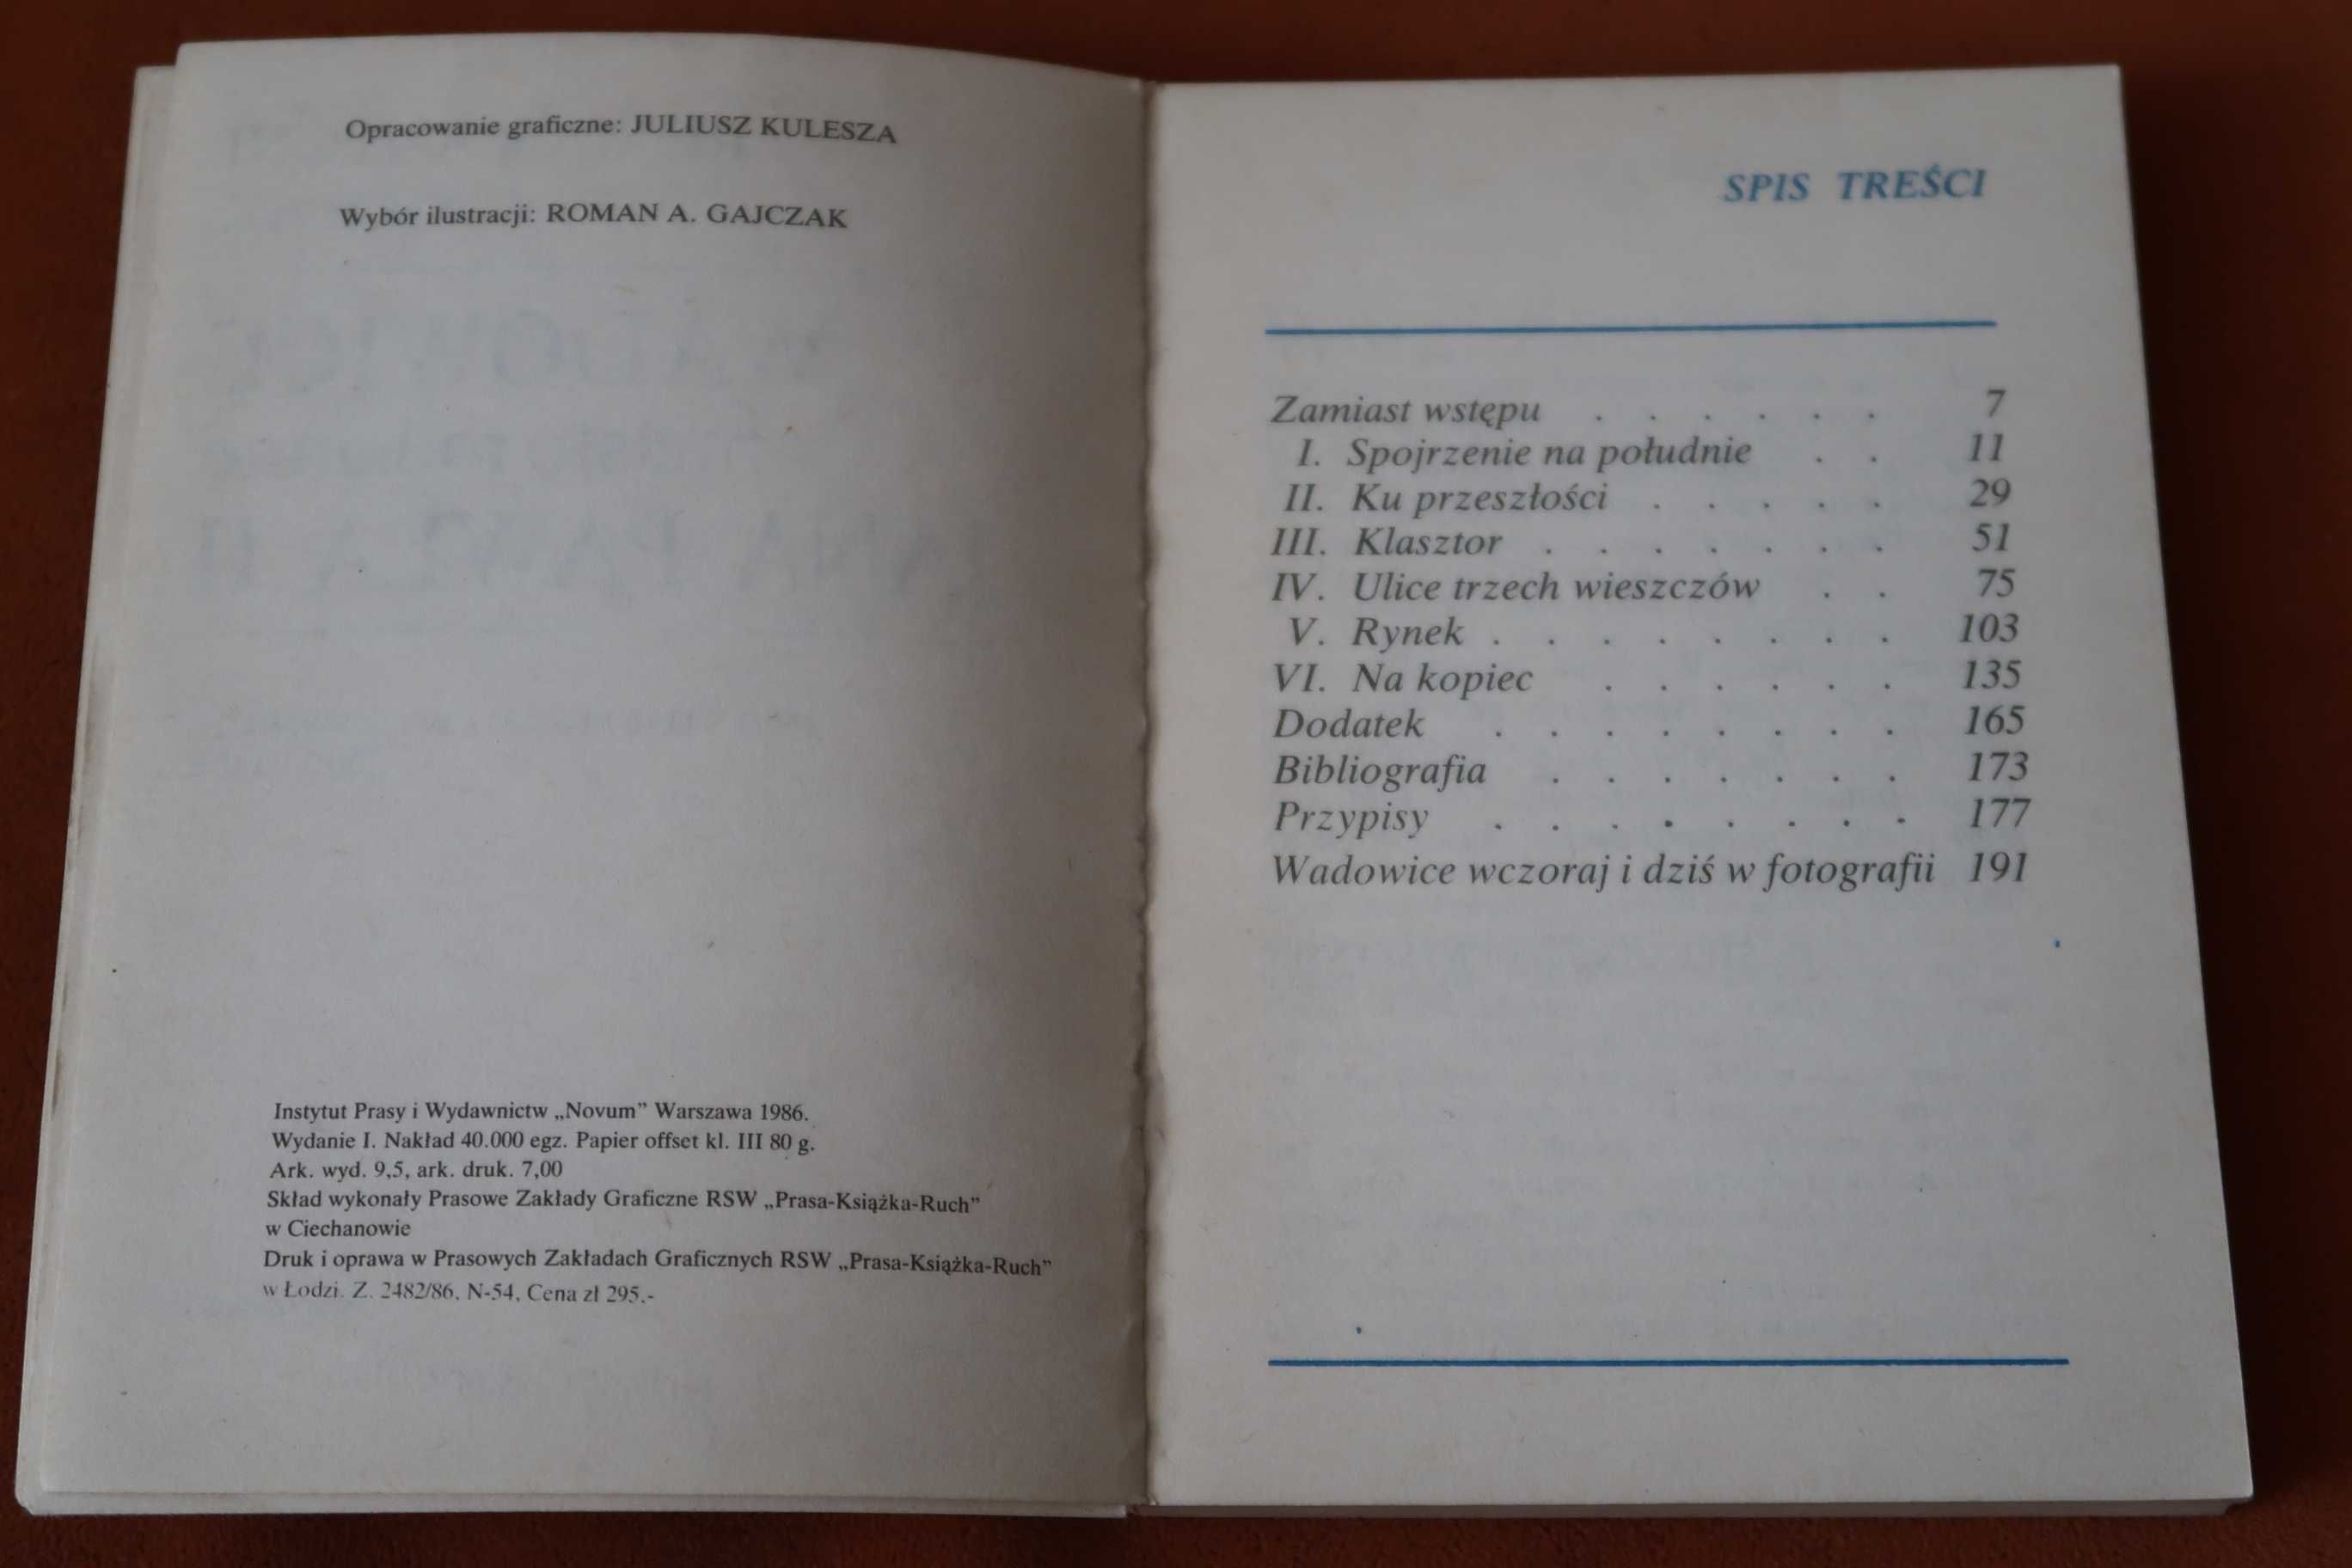 Opracowanie graficzne: JULIUSZ KULESZA
Wybór ilustracji: ROMAN A. GAJCZAK
Instytut Prasy i Wydawnictw „Novum” Warszawa 1986.
Wydanie I. Nakład 40.000 egz. Papier offset kl. III 80 g.
Ark. wyd. 9,5, ark. druk. 7,00
Skład wykonały Prasowe Zakłady Graficzne RSW „Prasa-Książka-Ruch”
w Ciechanowie
Druk i oprawa w Prasowych Zakładach Graficznych RSW „Prasa-Książka-Ruch”
w Łodzi. Z. 2482/86. N-54, Cena zł 295.-
SPIS TREŚCI
Zamiast wstępu . . . . . . 7
I. Spojrzenie na południe . . 11
II. Ku przeszłości . . . . . 29
III. Klasztor . . . . . . . 51
IV. Ulice trzech wieszczów . . 75
V. Rynek . . . . . . . . 103
VI. Na kopiec . . . . . . 135
Dodatek . . . . . . . . 165
Bibliografia . . . . . . . 173
Przypisy . . . . . . . . 177
Wadowice wczoraj i dziś w fotografii 191